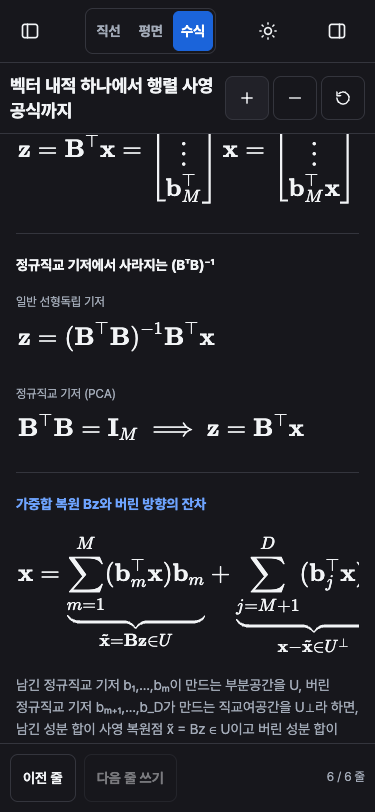 직선 평면 수식
벡터 내적 하나에서 행렬 사영
공식까지
z = B⊤x = [⋮ b⊤_M] x = [⋮ b⊤_M x]
정규직교 기저에서 사라지는 (BᵀB)⁻¹
일반 선형독립 기저
z = (B⊤B)⁻¹B⊤x
정규직교 기저 (PCA)
B⊤B = I_M ⟹ z = B⊤x
가중합 복원 Bz와 버린 방향의 잔차
x = ∑_{m=1}^{M} (b⊤_m x)b_m + ∑_{j=M+1}^{D} (b⊤_j x)
x̃=Bz∈U x−x̃∈U⊥
남긴 정규직교 기저 b₁,…,bₘ이 만드는 부분공간을 U, 버린
정규직교 기저 bₘ₊₁,…,b_D가 만드는 직교여공간을 U⊥라 하면,
남긴 성분 합이 사영 복원점 x̃ = Bz ∈ U이고 버린 성분 합이
이전 줄 다음 줄 쓰기 6 / 6 줄